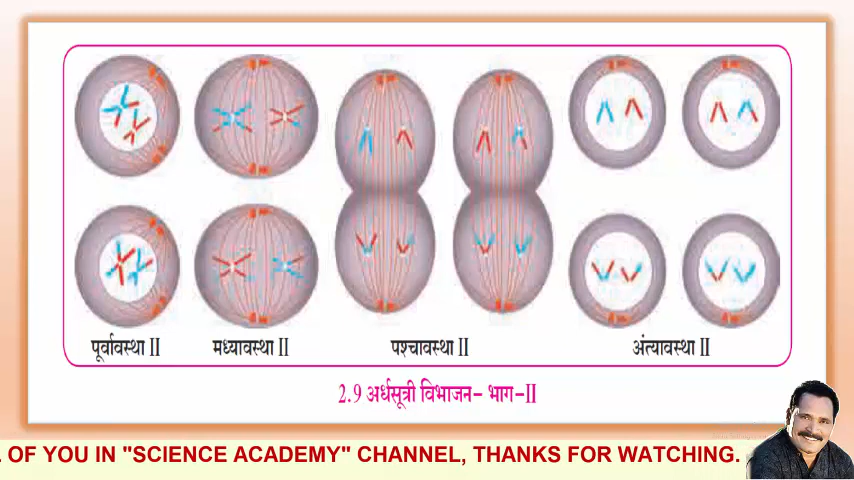 पूर्वावस्था II
मध्यावस्था II
पश्चावस्था II
अंत्यावस्था II
2.9 अर्धसूत्री विभाजन- भाग-II
OF YOU IN "SCIENCE ACADEMY" CHANNEL, THANKS FOR WATCHING.